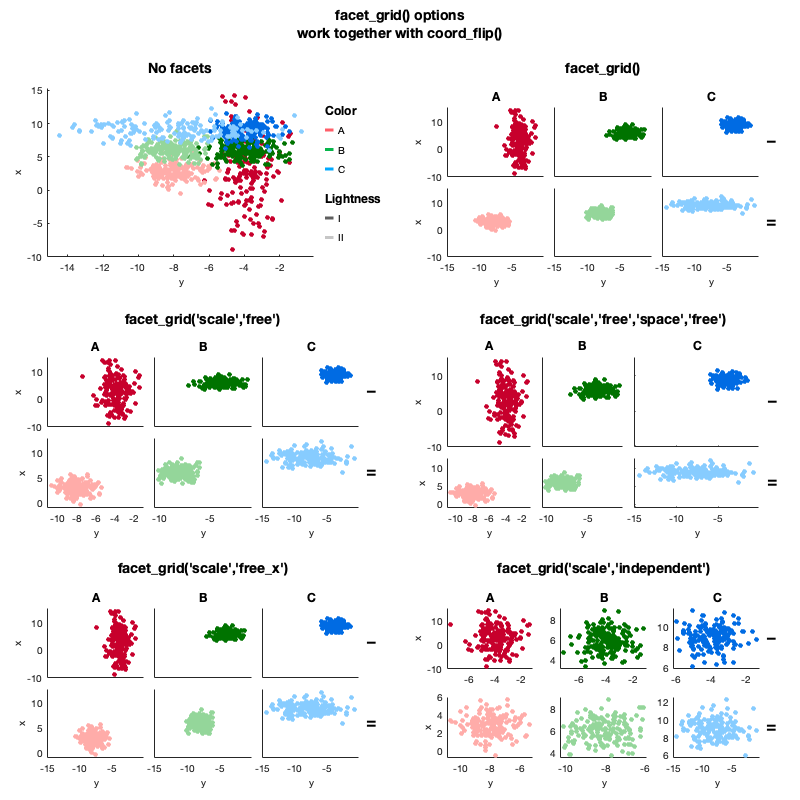 facet_grid() options
work together with coord_flip()
No facets
15
10
5
0
-5
-10
x
-14 -12 -10 -8 -6 -4 -2
y
Color
A
B
C
Lightness
I
II
facet_grid()
A B C
10
0
-10
x
I
10
0
-10
x
II
-15 -10 -5 -15 -10 -5 -15 -10 -5
y y y
facet_grid('scale','free')
A B C
10
0
-10
x
I
10
5
0
x
II
-10 -8 -6 -4 -2 -10 -5 -15 -10 -5 0
y y y
facet_grid('scale','free','space','free')
A B C
10
0
-10
x
I
10
5
0
x
II
-10 -8 -6 -4 -2 -10 -5 -15 -10 -5 0
y y y
facet_grid('scale','free_x')
A B C
10
0
-10
x
I
10
5
0
x
II
-15 -10 -5 -15 -10 -5 -15 -10 -5
y y y
facet_grid('scale','independent')
A B C
10
0
-10
x
-6 -4 -2
8
6
4
-6 -4 -2
10
8
6
-6 -4 -2
I
6
4
2
0
x
-10 -8 -6
y
8
6
4
-10 -8 -6
y
12
10
8
6
-15 -10 -5
y
II